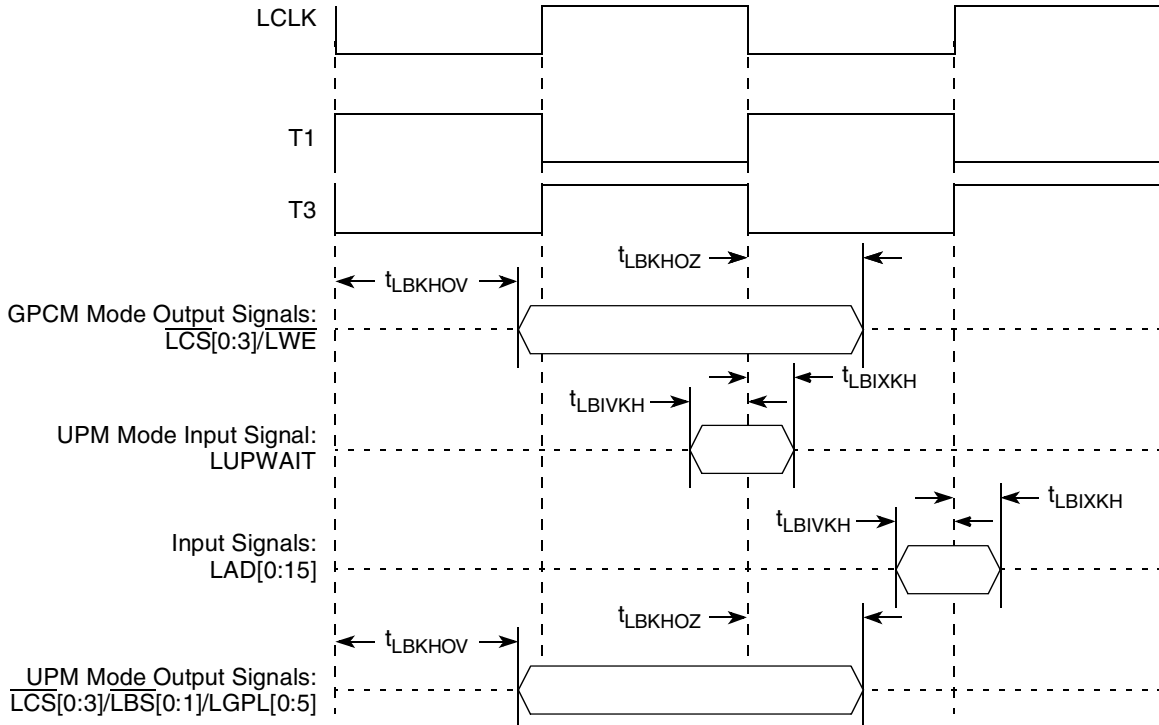 LCLK
T1
T3
tLBKHOZ
tLBKHOV
GPCM Mode Output Signals:
LCS[0:3]/LWE
tLBIXKH
tLBIVKH
UPM Mode Input Signal:
LUPWAIT
tLBIXKH
tLBIVKH
Input Signals:
LAD[0:15]
tLBKHOZ
tLBKHOV
UPM Mode Output Signals:
LCS[0:3]/LBS[0:1]/LGPL[0:5]